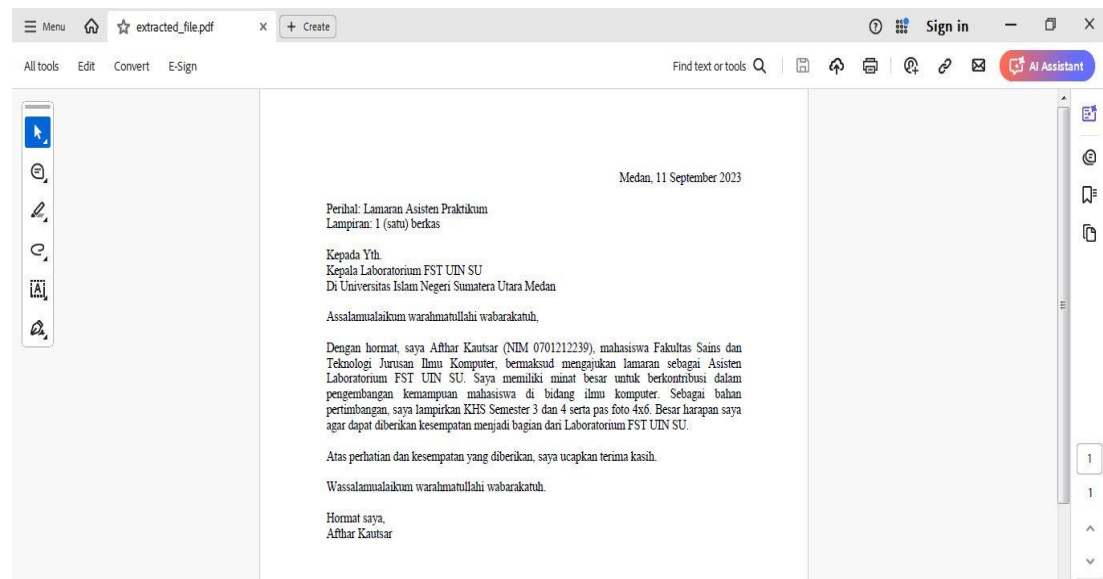 Menu
extracted_file.pdf
+ Create
Sign in
All tools Edit Convert E-Sign
Find text or tools
AI Assistant
Medan, 11 September 2023
Perihal: Lamaran Asisten Praktikum
Lampiran: 1 (satu) berkas
Kepada Yth.
Kepala Laboratorium FST UIN SU
Di Universitas Islam Negeri Sumatera Utara Medan
Assalamualaikum warahmatullahi wabarakatuh,
Dengan hormat, saya Afthar Kautsar (NIM 0701212239), mahasiswa Fakultas Sains dan
Teknologi Jurusan Ilmu Komputer, bermaksud mengajukan lamaran sebagai Asisten
Laboratorium FST UIN SU. Saya memiliki minat besar untuk berkontribusi dalam
pengembangan kemampuan mahasiswa di bidang ilmu komputer. Sebagai bahan
pertimbangan, saya lampirkan KHS Semester 3 dan 4 serta pas foto 4x6. Besar harapan saya
agar dapat diberikan kesempatan menjadi bagian dari Laboratorium FST UIN SU.
Atas perhatian dan kesempatan yang diberikan, saya ucapkan terima kasih.
Wassalamualaikum warahmatullahi wabarakatuh.
Hormat saya,
Afthar Kautsar
1
1